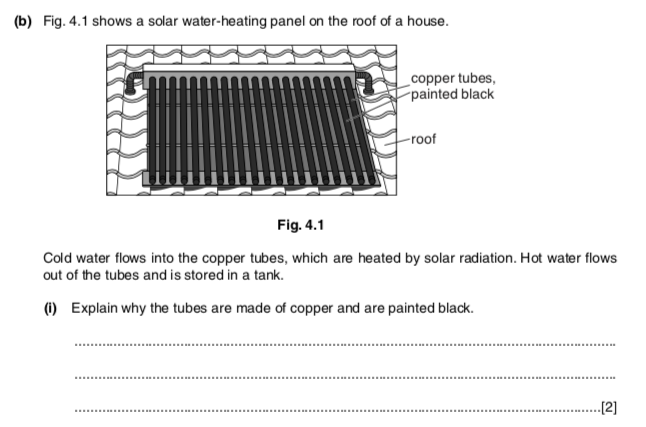 (b) Fig. 4.1 shows a solar water-heating panel on the roof of a house.
copper tubes,
painted black
roof
Fig. 4.1
Cold water flows into the copper tubes, which are heated by solar radiation. Hot water flows
out of the tubes and is stored in a tank.
(i) Explain why the tubes are made of copper and are painted black.
[2]